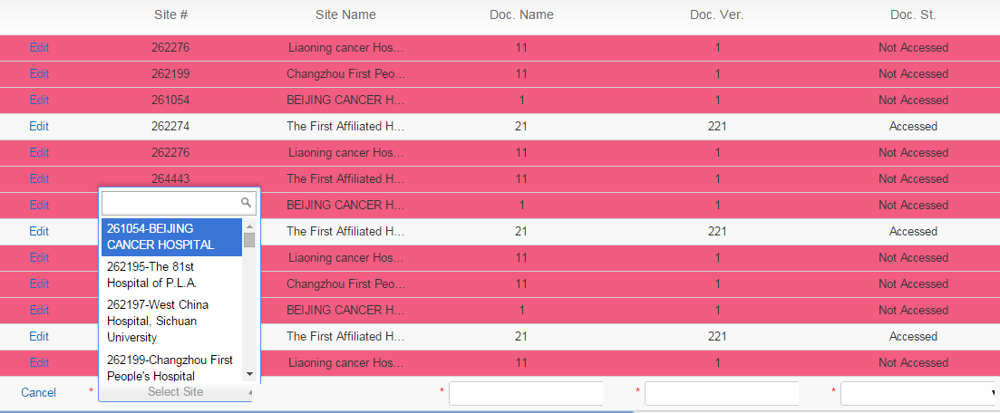 Site # Site Name Doc. Name Doc. Ver. Doc. St.
Edit 262276 Liaoning cancer Hos... 11 1 Not Accessed
Edit 262199 Changzhou First Peo... 11 1 Not Accessed
Edit 261054 BEIJING CANCER H... 1 1 Not Accessed
Edit 262274 The First Affiliated H... 21 221 Accessed
Edit 262276 Liaoning cancer Hos... 11 1 Not Accessed
Edit 264443 The First Affiliated H... 11 1 Not Accessed
Edit BEIJING CANCER H... 1 1 Not Accessed
Edit The First Affiliated H... 21 221 Accessed
Edit Liaoning cancer Hos... 11 1 Not Accessed
Edit Changzhou First Peo... 11 1 Not Accessed
Edit BEIJING CANCER H... 1 1 Not Accessed
Edit The First Affiliated H... 21 221 Accessed
Edit Liaoning cancer Hos... 11 1 Not Accessed
261054-BEIJING
CANCER HOSPITAL
262195-The 81st
Hospital of P.L.A.
262197-West China
Hospital, Sichuan
University
262199-Changzhou First
People's Hospital
Cancel * Select Site * * *